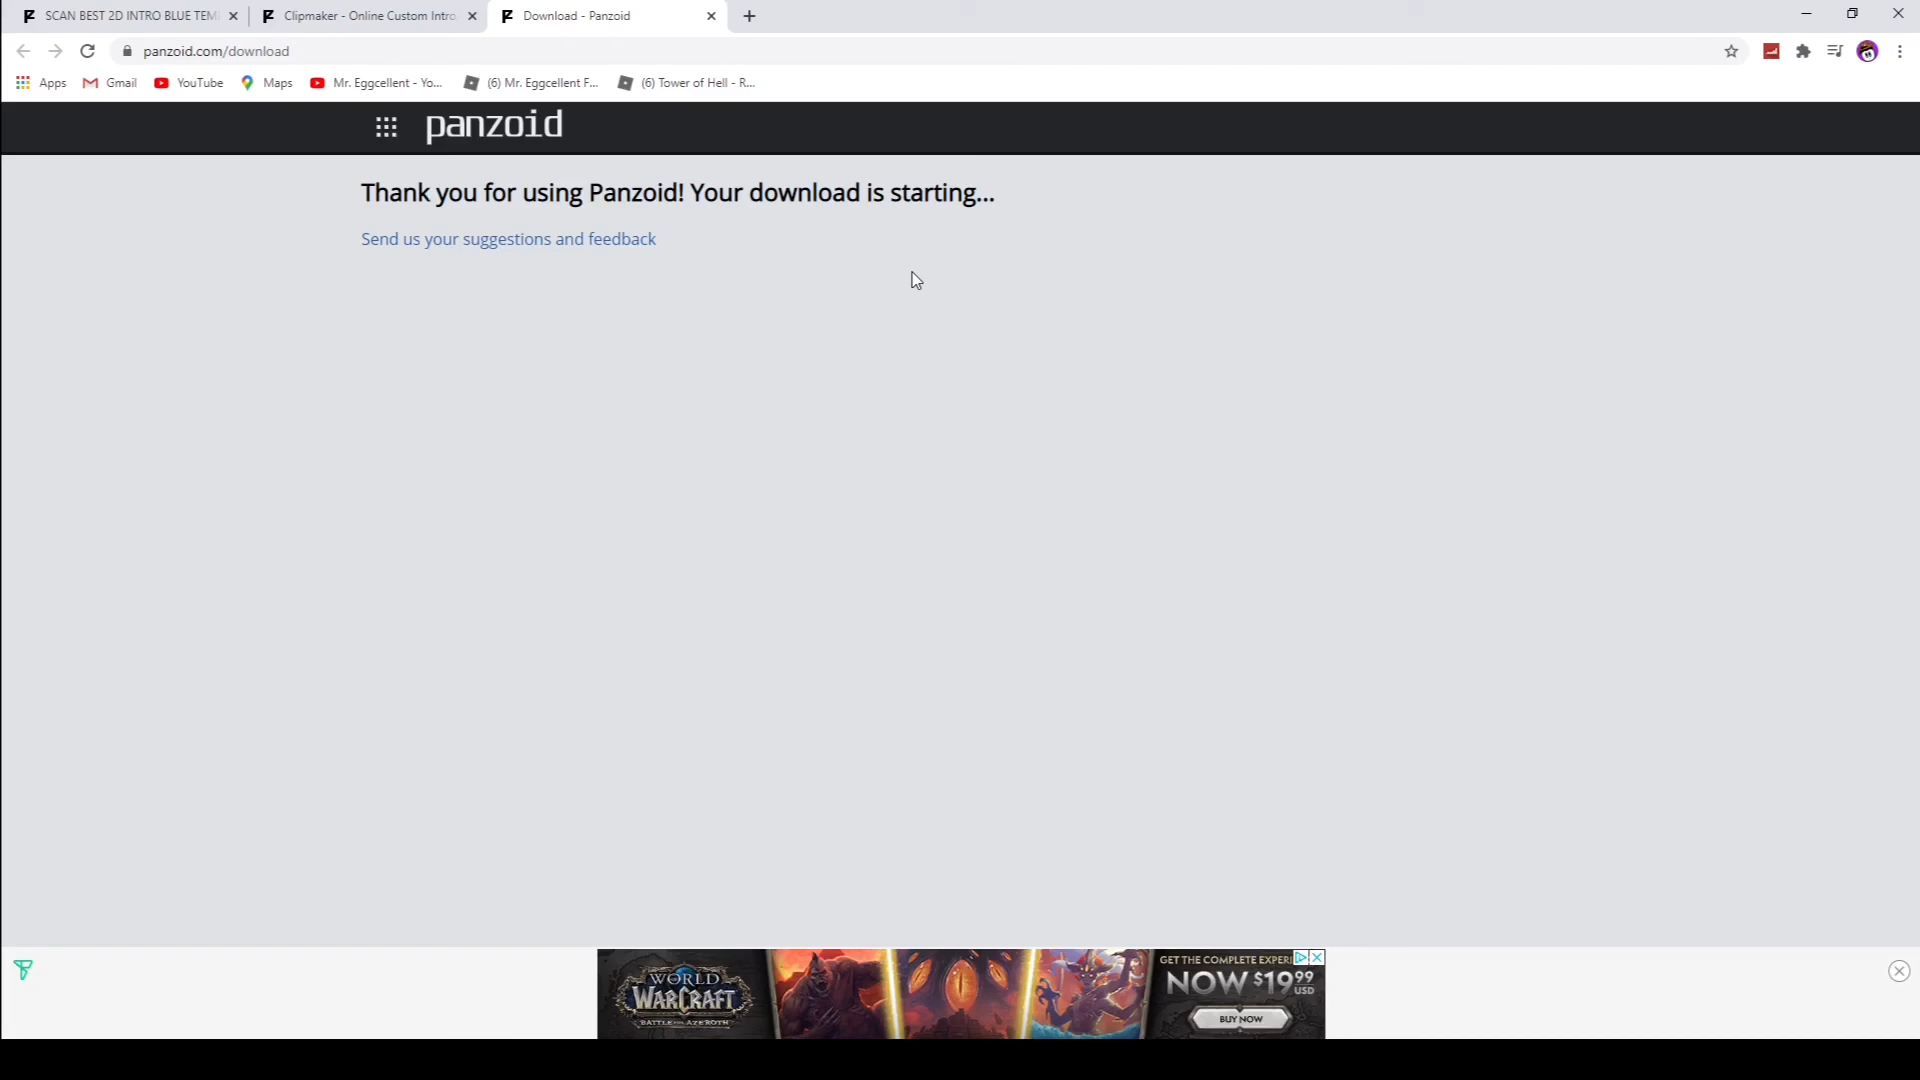 SCAN BEST 2D INTRO BLUE TEM
Clipmaker - Online Custom Intro
Download - Panzoid
panzoid.com/download
Apps
Gmail
YouTube
Maps
Mr. Eggcellent - Yo...
(6) Mr. Eggcellent F...
(6) Tower of Hell - R...
panzoid
Thank you for using Panzoid! Your download is starting...
Send us your suggestions and feedback
WORLD
WARCRAFT
BATTLE FOR AZEROTH
GET THE COMPLETE EXPERI
NOW $19.99
USD
BUY NOW